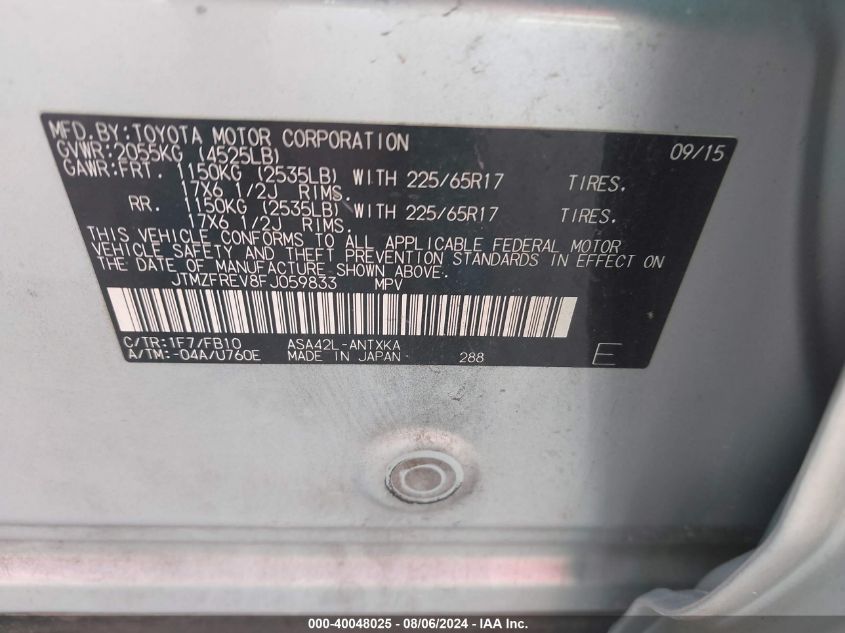 MFD.BY:TOYOTA MOTOR CORPORATION 09/15
GVWR:2055KG (4525LB)
GAWR:FRT. 1150KG (2535LB) WITH 225/65R17 TIRES.
17X6 1/2J RIMS.
RR. 1150KG (2535LB) WITH 225/65R17 TIRES.
17X6 1/2J RIMS.
THIS VEHICLE CONFORMS TO ALL APPLICABLE FEDERAL MOTOR
VEHICLE SAFETY AND THEFT PREVENTION STANDARDS IN EFFECT ON
THE DATE OF MANUFACTURE SHOWN ABOVE.
JTMZFREV8FJ059833 MPV
C/TR:1F7/FB10 ASA42L-ANTXKA
A/TM:-04A/U760E MADE IN JAPAN 288 E
000-40048025 - 08/06/2024 - IAA Inc.